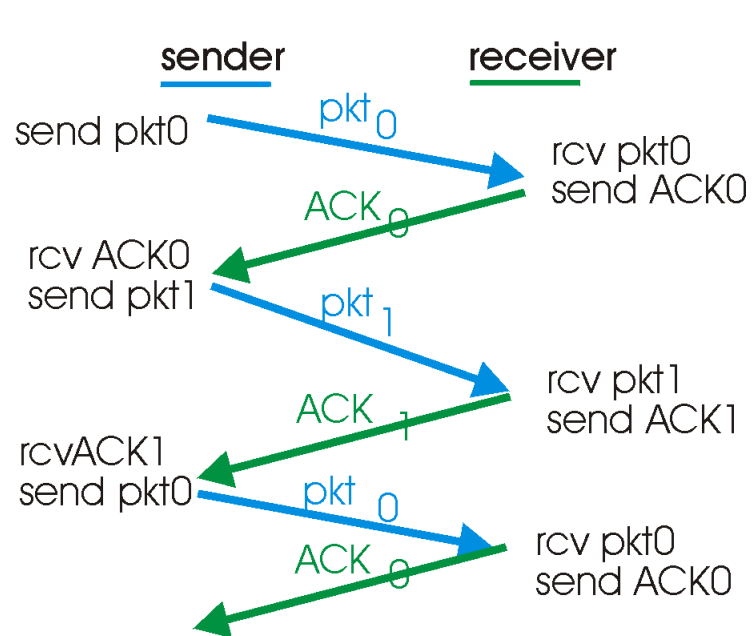 sender
receiver
send pkt0
pkt 0
rcv pkt0
send ACK0
ACK 0
rcv ACK0
send pkt1
pkt 1
rcv pkt1
send ACK1
ACK 1
rcvACK1
send pkt0
pkt 0
rcv pkt0
send ACK0
ACK 0